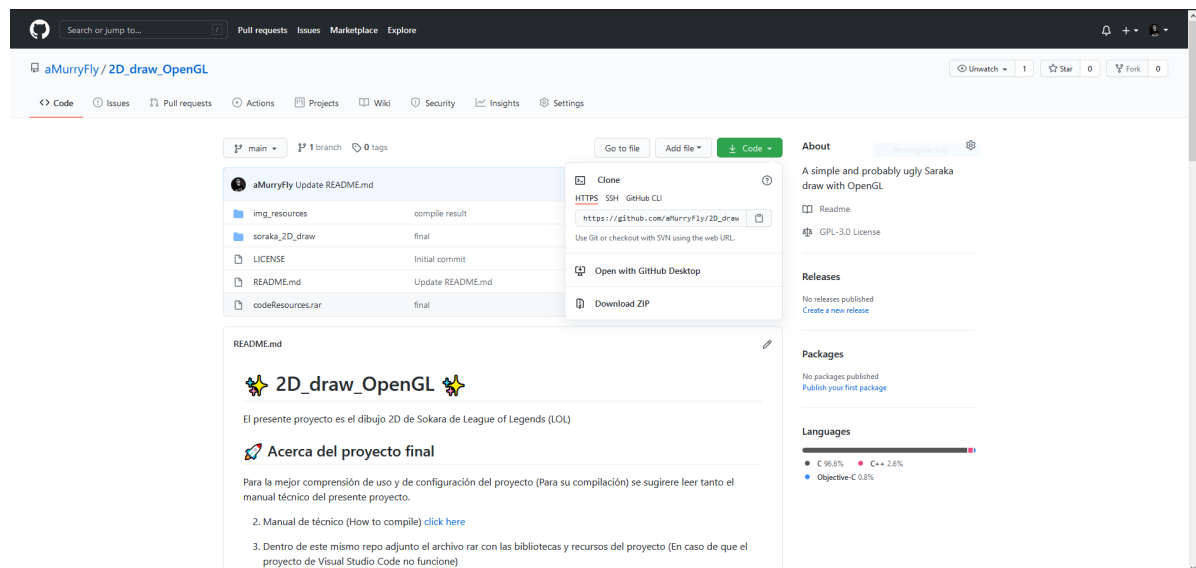 Search or jump to... /
Pull requests Issues Marketplace Explore
aMurryFly / 2D_draw_OpenGL
Unwatch 1 Star 0 Fork 0
Code Issues Pull requests Actions Projects Wiki Security Insights Settings
main 1 branch 0 tags
Go to file Add file Code
aMurryFly Update README.md
img_resources compile result
soraka_2D_draw final
LICENSE Initial commit
README.md Update README.md
codeResources.rar final
Clone
HTTPS SSH GitHub CLI
https://github.com/aMurryFly/2D_draw
Use Git or checkout with SVN using the web URL.
Open with GitHub Desktop
Download ZIP
README.md
2D_draw_OpenGL
El presente proyecto es el dibujo 2D de Sokara de League of Legends (LOL)
Acerca del proyecto final
Para la mejor comprensión de uso y de configuración del proyecto (Para su compilación) se sugirere leer tanto el
manual técnico del presente proyecto.
2. Manual de técnico (How to compile) click here
3. Dentro de este mismo repo adjunto el archivo rar con las bibliotecas y recursos del proyecto (En caso de que el
proyecto de Visual Studio Code no funcione)
About
A simple and probably ugly Saraka
draw with OpenGL
Readme
GPL-3.0 License
Releases
No releases published
Create a new release
Packages
No packages published
Publish your first package
Languages
C 96.6% C++ 2.6%
Objective-C 0.8%